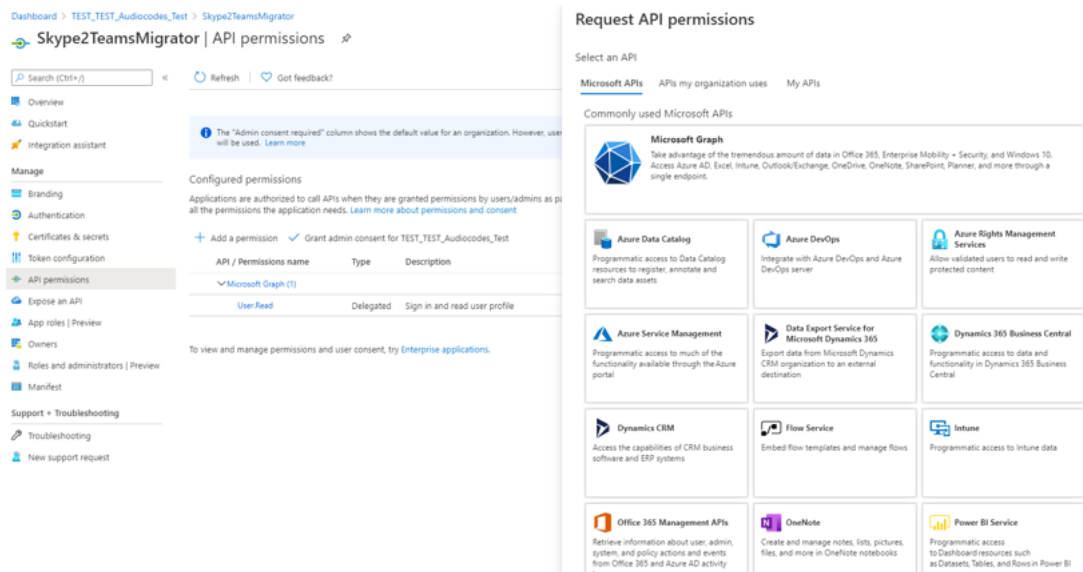 Dashboard > TEST_TEST_Audiocodes_Test > Skype2TeamsMigrator
Skype2TeamsMigrator | API permissions
Search (Ctrl+/)
«
Overview
Quickstart
Integration assistant
Manage
Branding
Authentication
Certificates & secrets
Token configuration
API permissions
Expose an API
App roles | Preview
Owners
Roles and administrators | Preview
Manifest
Support + Troubleshooting
Troubleshooting
New support request
Refresh | Got feedback?
The "Admin consent required" column shows the default value for an organization. However, user
will be used. Learn more
Configured permissions
Applications are authorized to call APIs when they are granted permissions by users/admins as pa
all the permissions the application needs. Learn more about permissions and consent
+ Add a permission ✓ Grant admin consent for TEST_TEST_Audiocodes_Test
API / Permissions name Type Description
Microsoft Graph (1)
User.Read Delegated Sign in and read user profile
To view and manage permissions and user consent, try Enterprise applications.
Request API permissions
Select an API
Microsoft APIs APIs my organization uses My APIs
Commonly used Microsoft APIs
Microsoft Graph
Take advantage of the tremendous amount of data in Office 365, Enterprise Mobility + Security, and Windows 10.
Access Azure AD, Excel, Intune, Outlook/Exchange, OneDrive, OneNote, SharePoint, Planner, and more through a
single endpoint.
Azure Data Catalog
Programmatic access to Data Catalog
resources to register, annotate and
search data assets
Azure DevOps
Integrate with Azure DevOps and Azure
DevOps server
Azure Rights Management
Services
Allow validated users to read and write
protected content
Azure Service Management
Programmatic access to much of the
functionality available through the Azure
portal
Data Export Service for
Microsoft Dynamics 365
Export data from Microsoft Dynamics
CRM organization to an external
destination
Dynamics 365 Business Central
Programmatic access to data and
functionality in Dynamics 365 Business
Central
Dynamics CRM
Access the capabilities of CRM business
software and ERP systems
Flow Service
Embed flow templates and manage flows
Intune
Programmatic access to Intune data
Office 365 Management APIs
Retrieve information about user, admin,
system, and policy actions and events
from Office 365 and Azure AD activity
OneNote
Create and manage notes, lists, pictures,
files, and more in OneNote notebooks
Power BI Service
Programmatic access
to Dashboard resources such
as Datasets, Tables, and Rows in Power BI